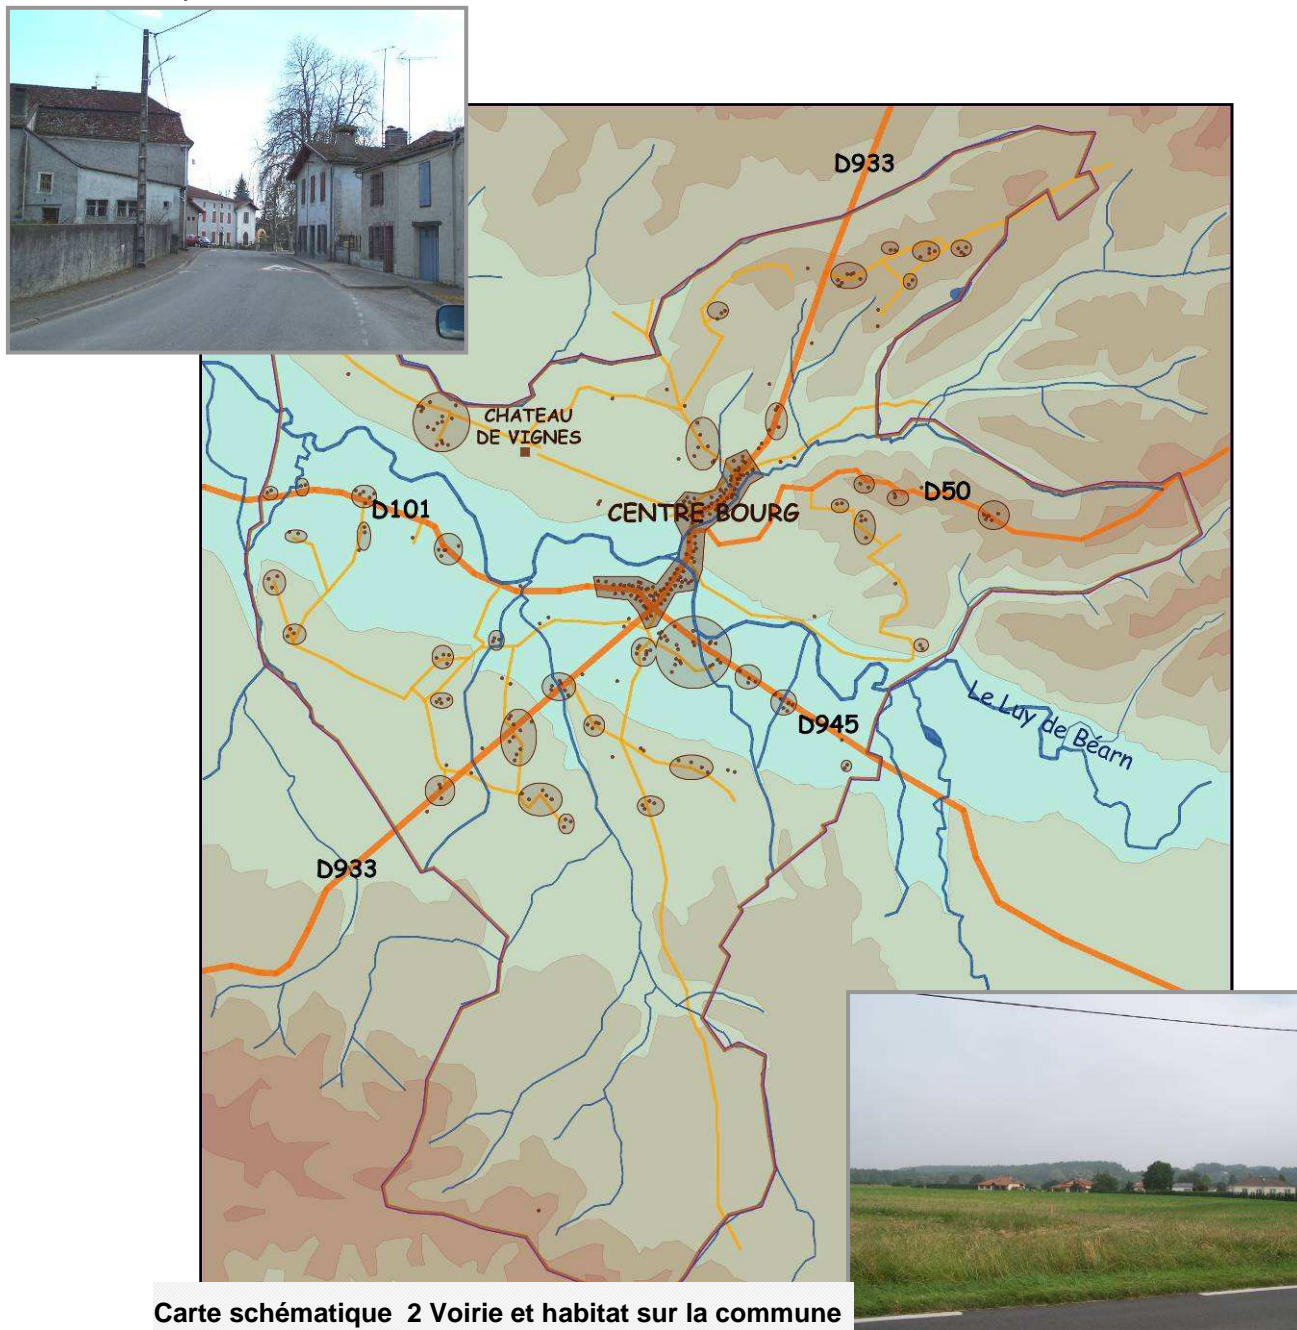 D933
CHATEAU
DE VIGNES
D101
CENTRE BOURG
D50
D945
Le Luy de Béarn
D933
Carte schématique 2 Voirie et habitat sur la commune